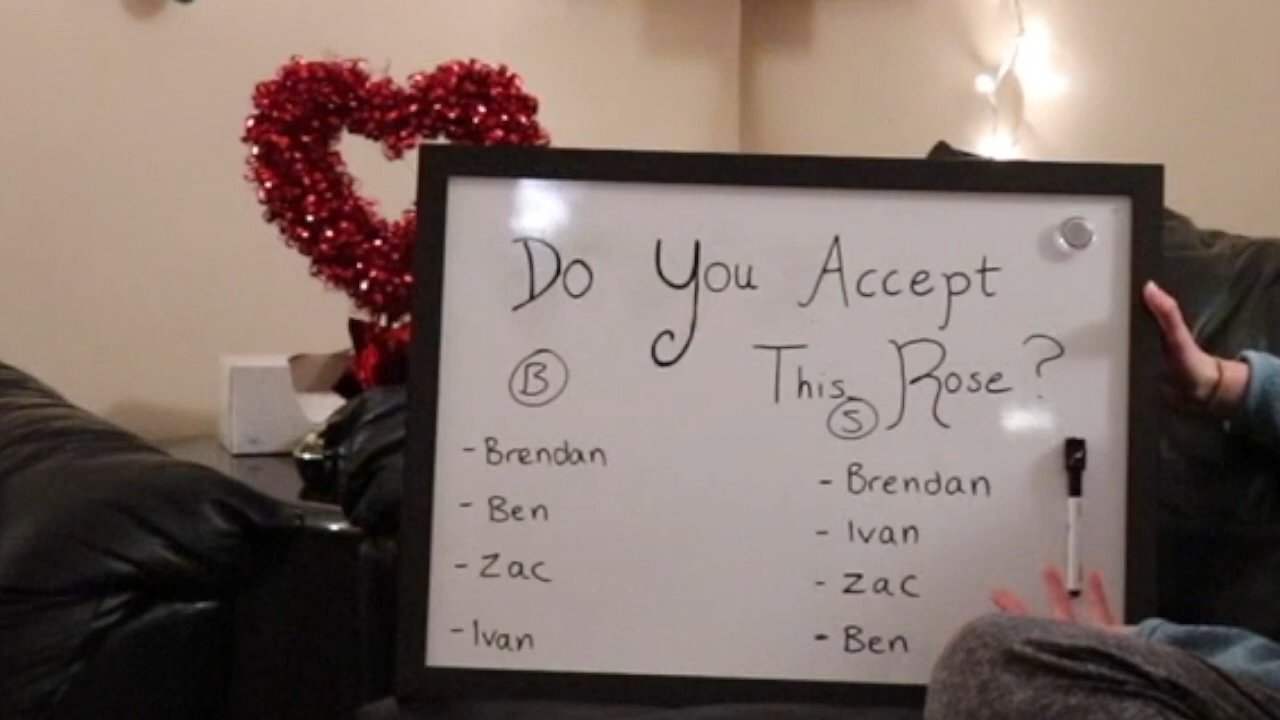 Do You Accept
This Rose?
B
- Brendan
- Ben
- Zac
- Ivan
S
- Brendan
- Ivan
- Zac
- Ben